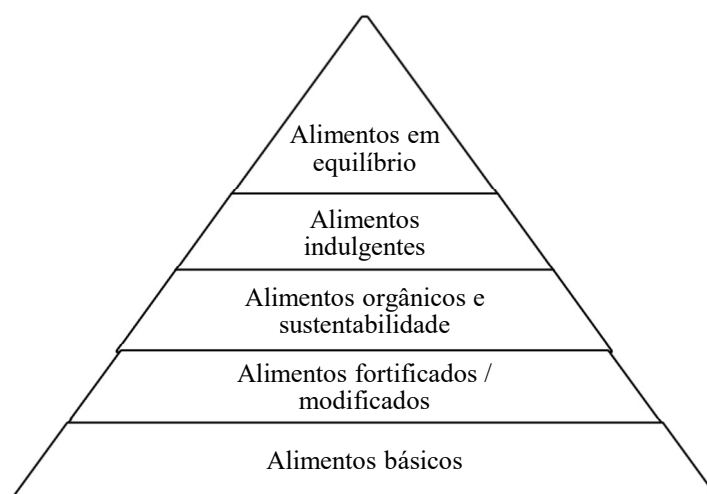 Alimentos em
equilíbrio
Alimentos
indulgentes
Alimentos orgânicos e
sustentabilidade
Alimentos fortificados /
modificados
Alimentos básicos